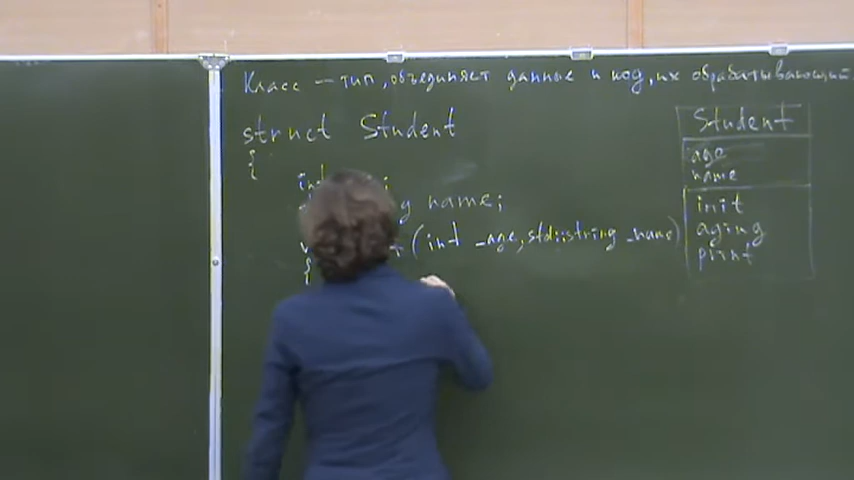 Класс – тип, объединяет данные и код, их обрабатывающий.
struct Student
{
int ;
name;
(int _age, std::string _name)
{
Student
age
name
init
aging
print